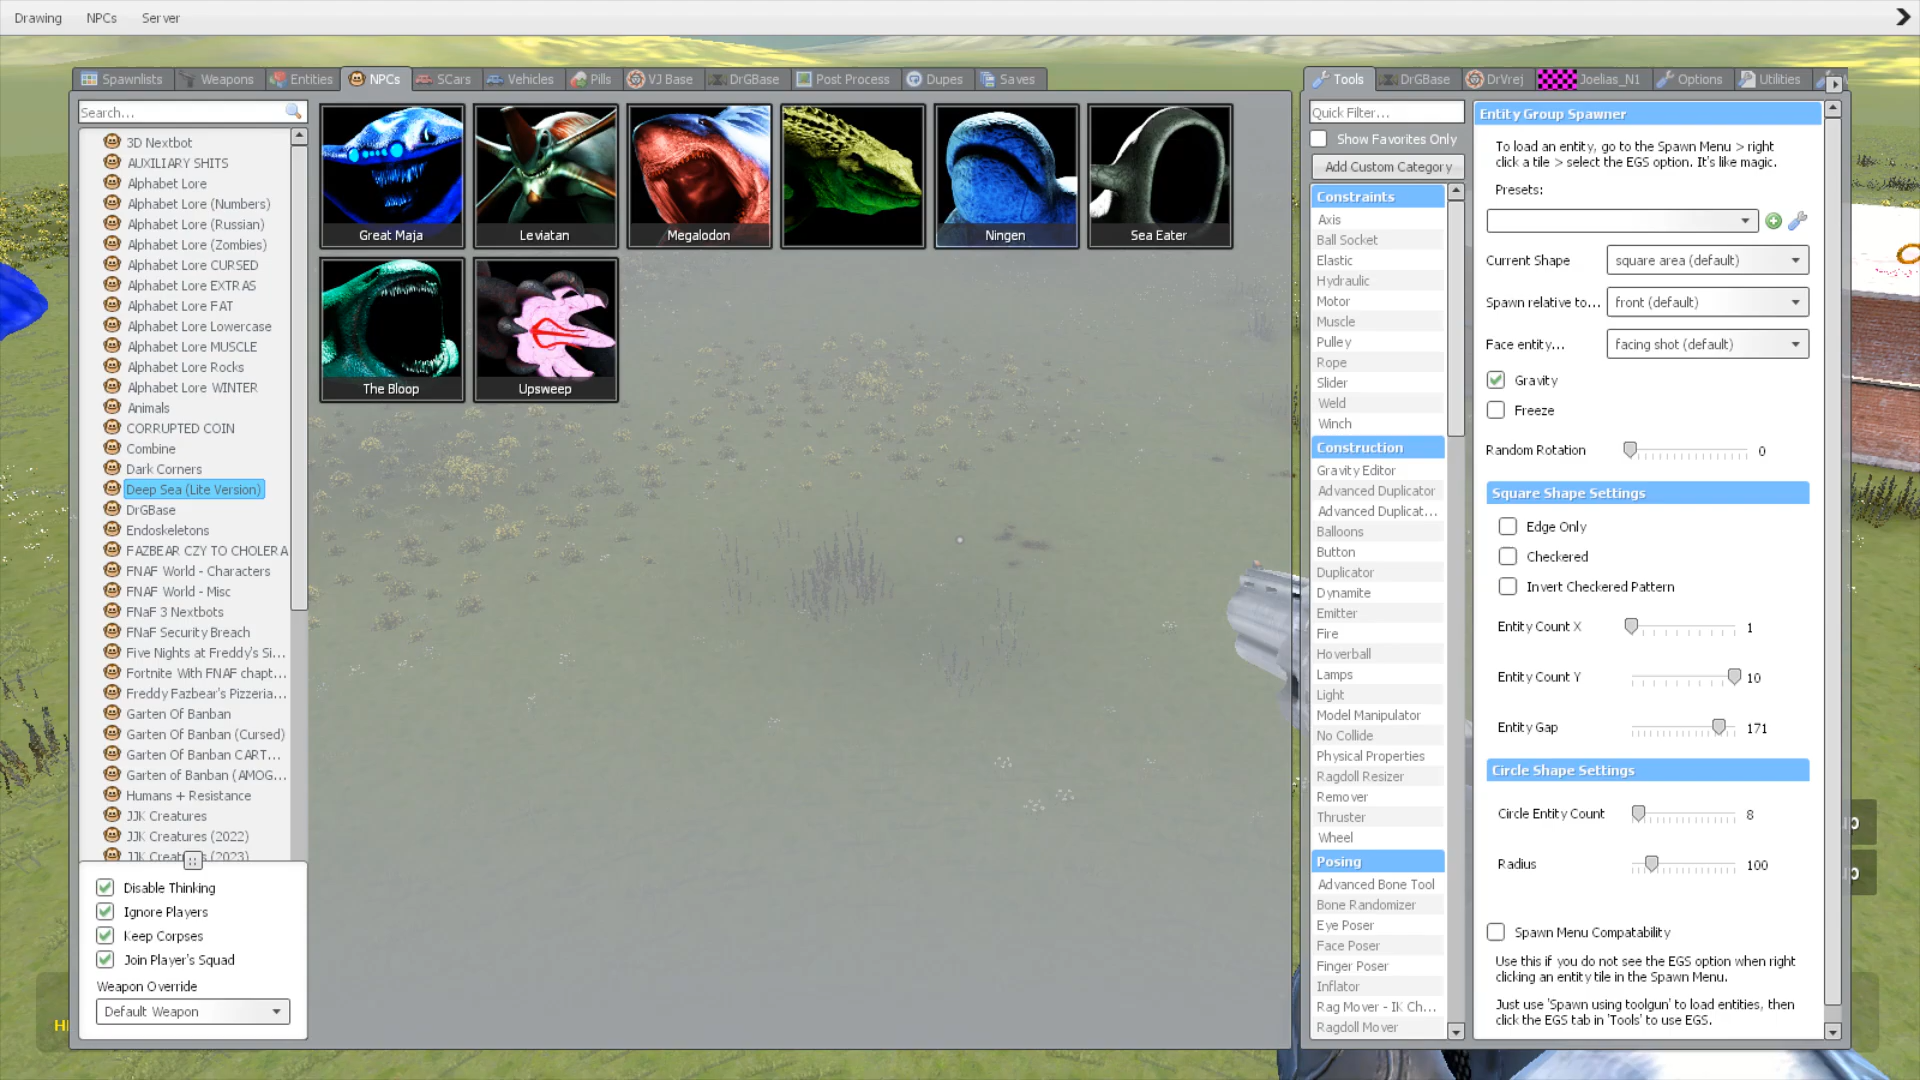 Drawing NPCs Server
Spawnlists Weapons Entities NPCs SCars Vehicles Pills VJ Base DrGBase Post Process Dupes Saves
Search...
3D Nextbot
AUXILIARY SHITS
Alphabet Lore
Alphabet Lore (Numbers)
Alphabet Lore (Russian)
Alphabet Lore (Zombies)
Alphabet Lore CURSED
Alphabet Lore EXTRAS
Alphabet Lore FAT
Alphabet Lore Lowercase
Alphabet Lore MUSCLE
Alphabet Lore Rocks
Alphabet Lore WINTER
Animals
CORRUPTED COIN
Combine
Dark Corners
Deep Sea (Lite Version)
DrGBase
Endoskeletons
FAZBEAR CZY TO CHOLERA
FNAF World - Characters
FNAF World - Misc
FNaF 3 Nextbots
FNaF Security Breach
Five Nights at Freddy's Si...
Fortnite With FNAF chapt...
Freddy Fazbear's Pizzeria...
Garten Of Banban
Garten Of Banban (Cursed)
Garten Of Banban CART...
Garten of Banban (AMOG...
Humans + Resistance
JJK Creatures
JJK Creatures (2022)
JJK Creatures (2023)
Disable Thinking
Ignore Players
Keep Corpses
Join Player's Squad
Weapon Override
Default Weapon
Great Maja
Leviatan
Megalodon
Ningen
Sea Eater
The Bloop
Upsweep
Tools DrGBase DrVrej Joelias_N1 Options Utilities
Quick Filter...
Show Favorites Only
Add Custom Category
Constraints
Axis
Ball Socket
Elastic
Hydraulic
Motor
Muscle
Pulley
Rope
Slider
Weld
Winch
Construction
Gravity Editor
Advanced Duplicator
Advanced Duplicat...
Balloons
Button
Duplicator
Dynamite
Emitter
Fire
Hoverball
Lamps
Light
Model Manipulator
No Collide
Physical Properties
Ragdoll Resizer
Remover
Thruster
Wheel
Posing
Advanced Bone Tool
Bone Randomizer
Eye Poser
Face Poser
Finger Poser
Inflator
Rag Mover - IK Ch...
Ragdoll Mover
Entity Group Spawner
To load an entity, go to the Spawn Menu > right
click a tile > select the EGS option. It's like magic.
Presets:
Current Shape square area (default)
Spawn relative to... front (default)
Face entity... facing shot (default)
Gravity
Freeze
Random Rotation 0
Square Shape Settings
Edge Only
Checkered
Invert Checkered Pattern
Entity Count X 1
Entity Count Y 10
Entity Gap 171
Circle Shape Settings
Circle Entity Count 8
Radius 100
Spawn Menu Compatability
Use this if you do not see the EGS option when right
clicking an entity tile in the Spawn Menu.
Just use 'Spawn using toolgun' to load entities, then
click the EGS tab in 'Tools' to use EGS.